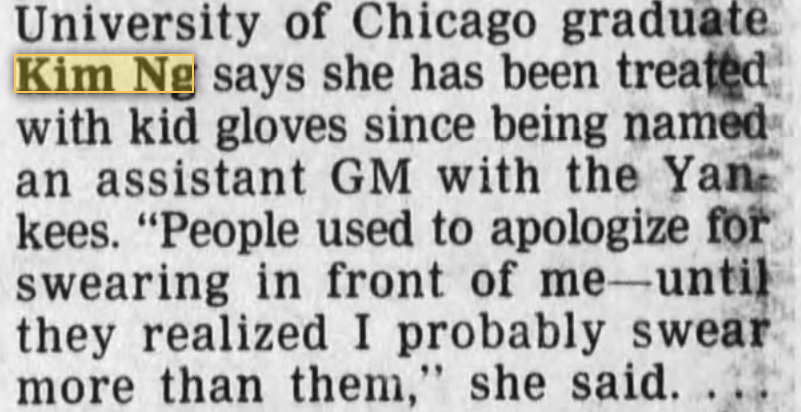 University of Chicago graduate
Kim Ng says she has been treated
with kid gloves since being named
an assistant GM with the Yan-
kees. “People used to apologize for
swearing in front of me—until
they realized I probably swear
more than them,” she said. . . .